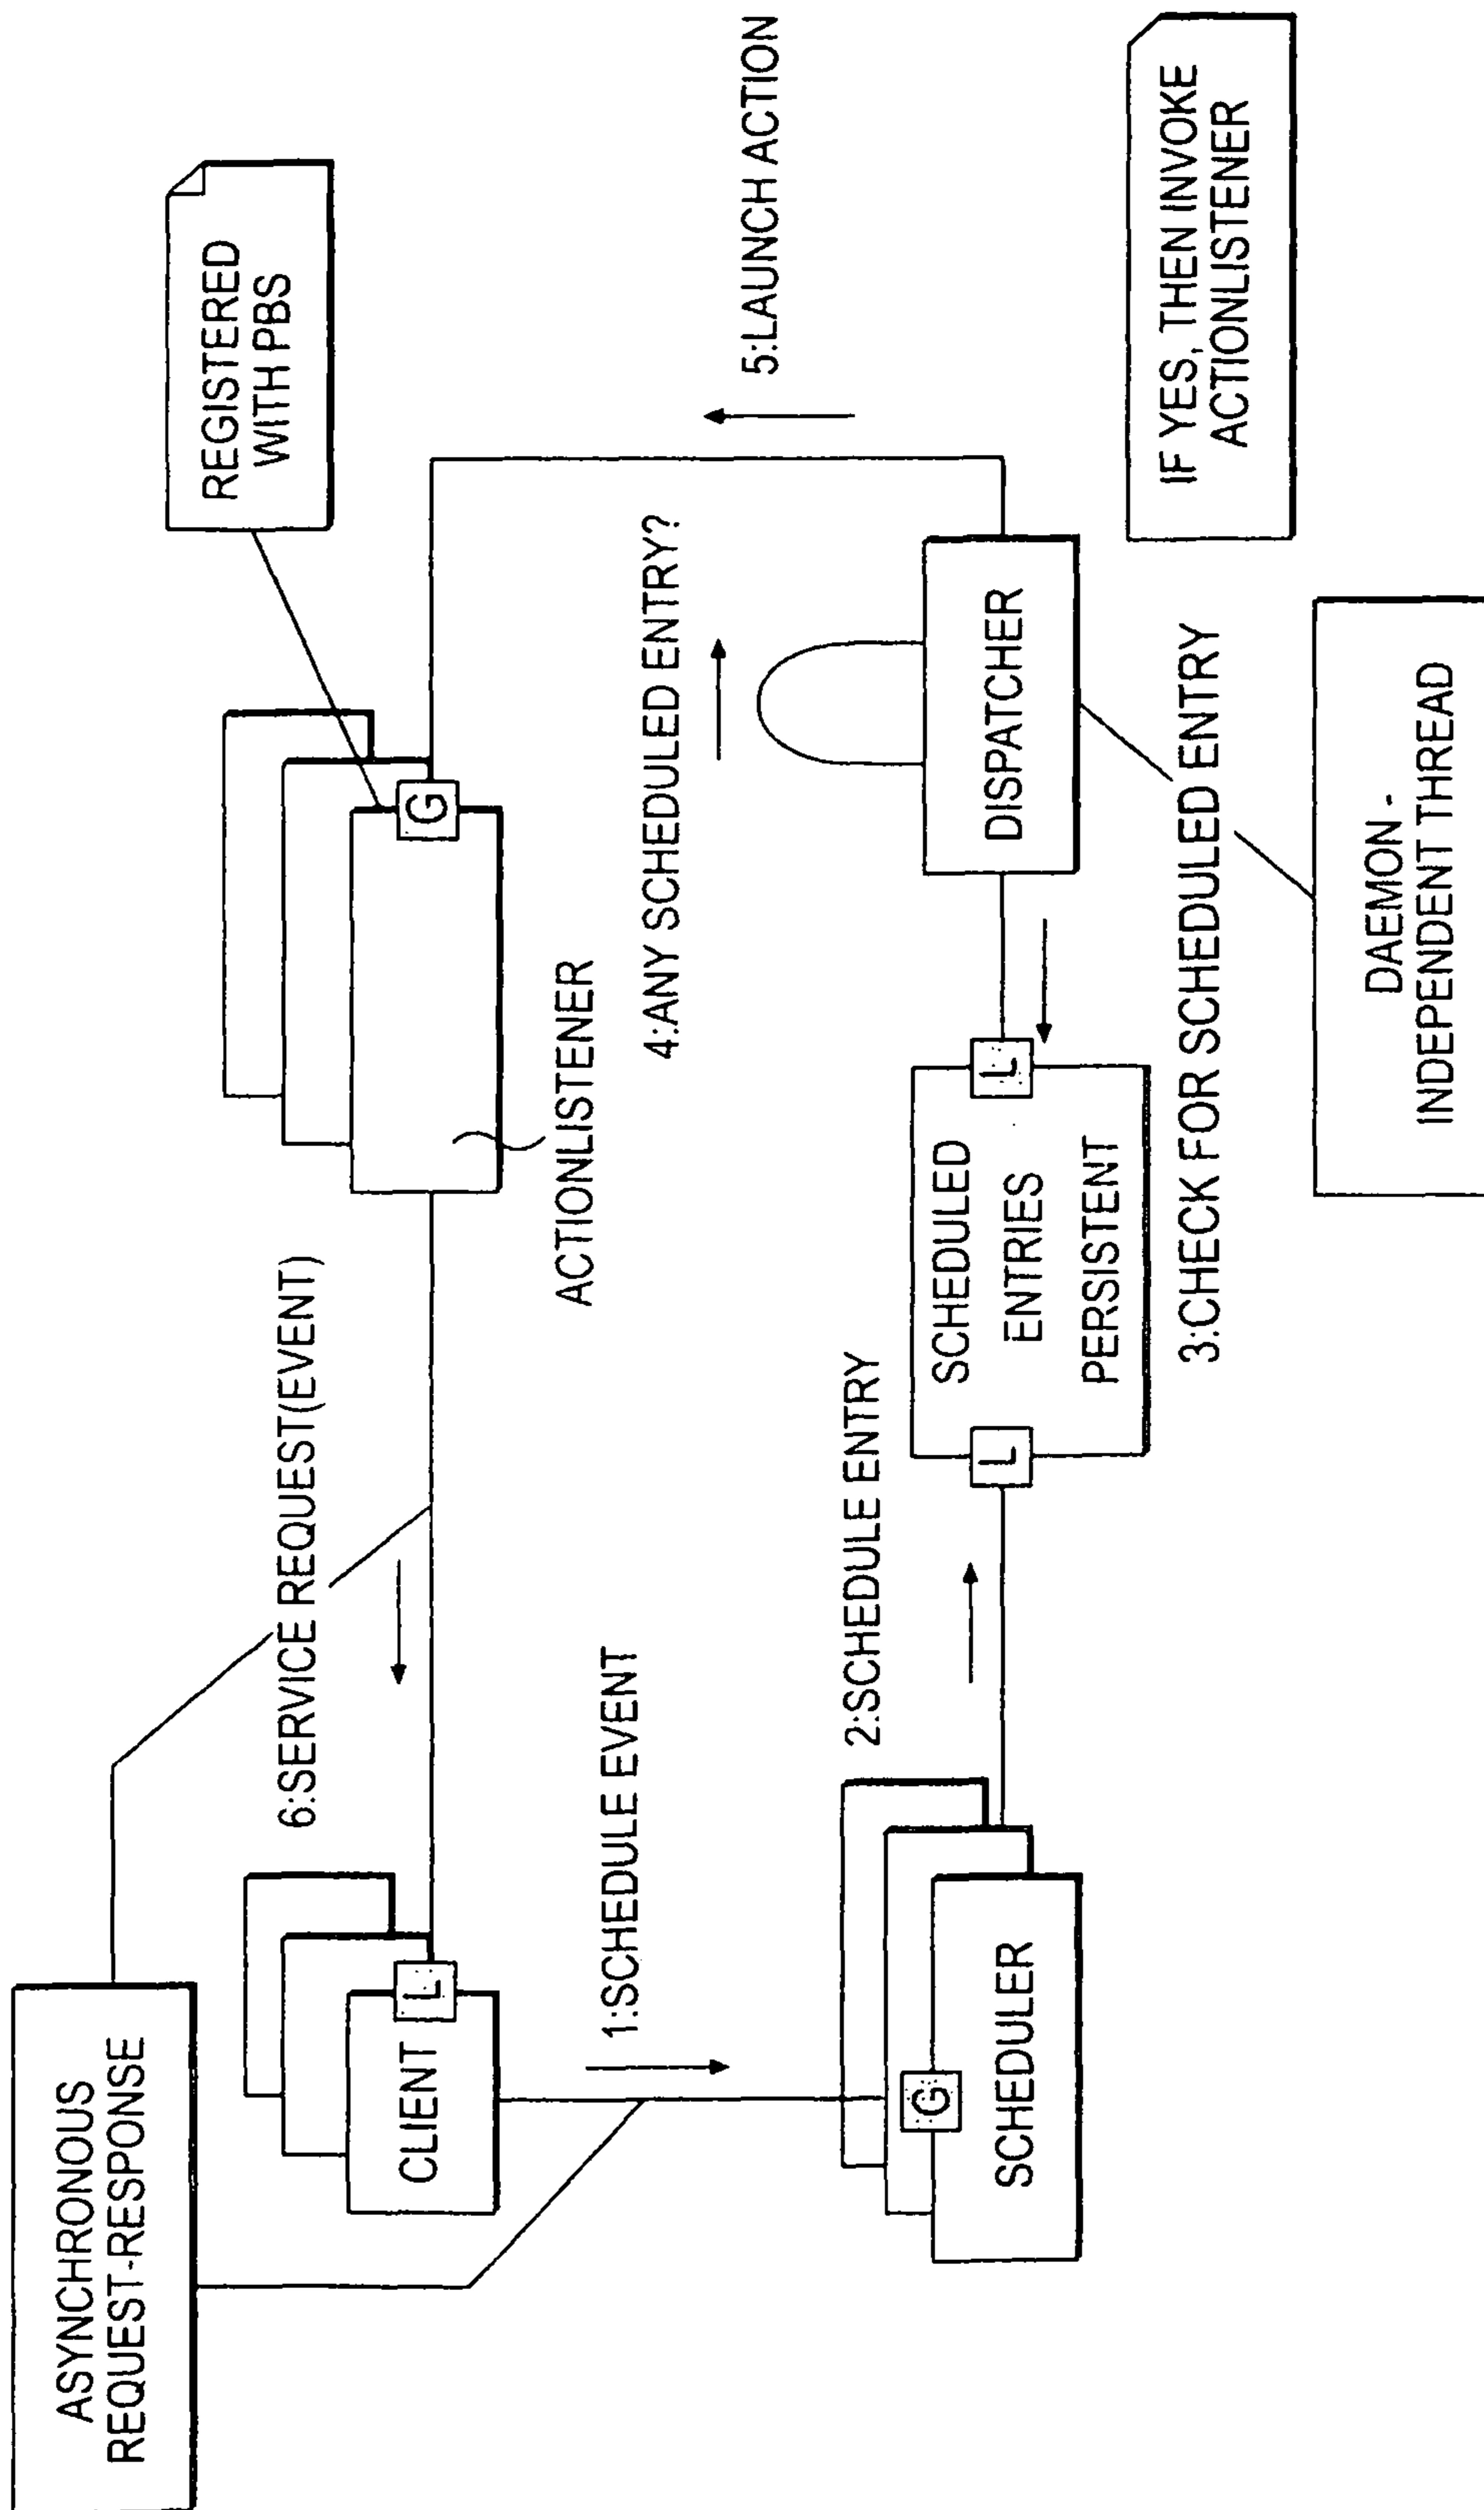 ASYNCHRONOUS
REQUEST-RESPONSE
6:SERVICE REQUEST(EVENT)
REGISTERED
WITH PBS
CLIENT
L
G
ACTIONLISTENER
1:SCHEDULE EVENT
4:ANY SCHEDULED ENTRY?
5:LAUNCH ACTION
2:SCHEDULE ENTRY
G
SCHEDULER
L
SCHEDULED
ENTRIES
PERSISTENT
L
DISPATCHER
3:CHECK FOR SCHEDULED ENTRY
IF YES, THEN INVOKE
ACTIONLISTENER
DAEMON -
INDEPENDENT THREAD